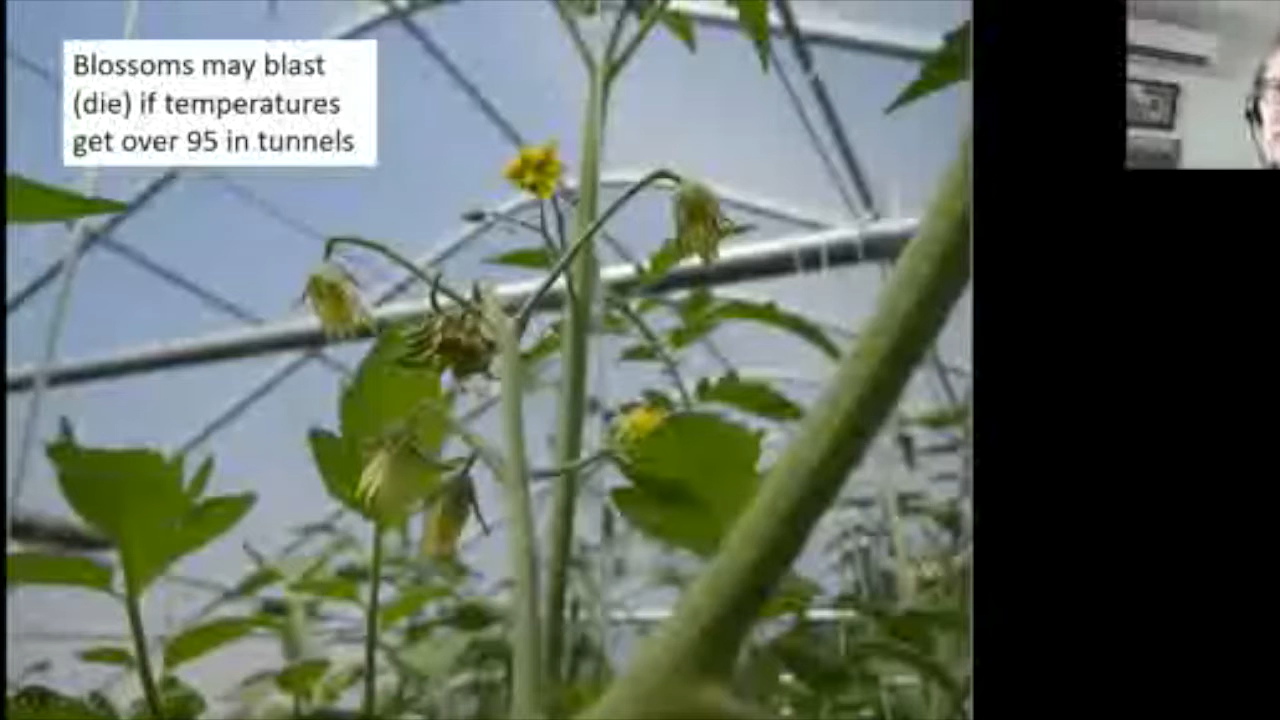 Blossoms may blast
(die) if temperatures
get over 95 in tunnels